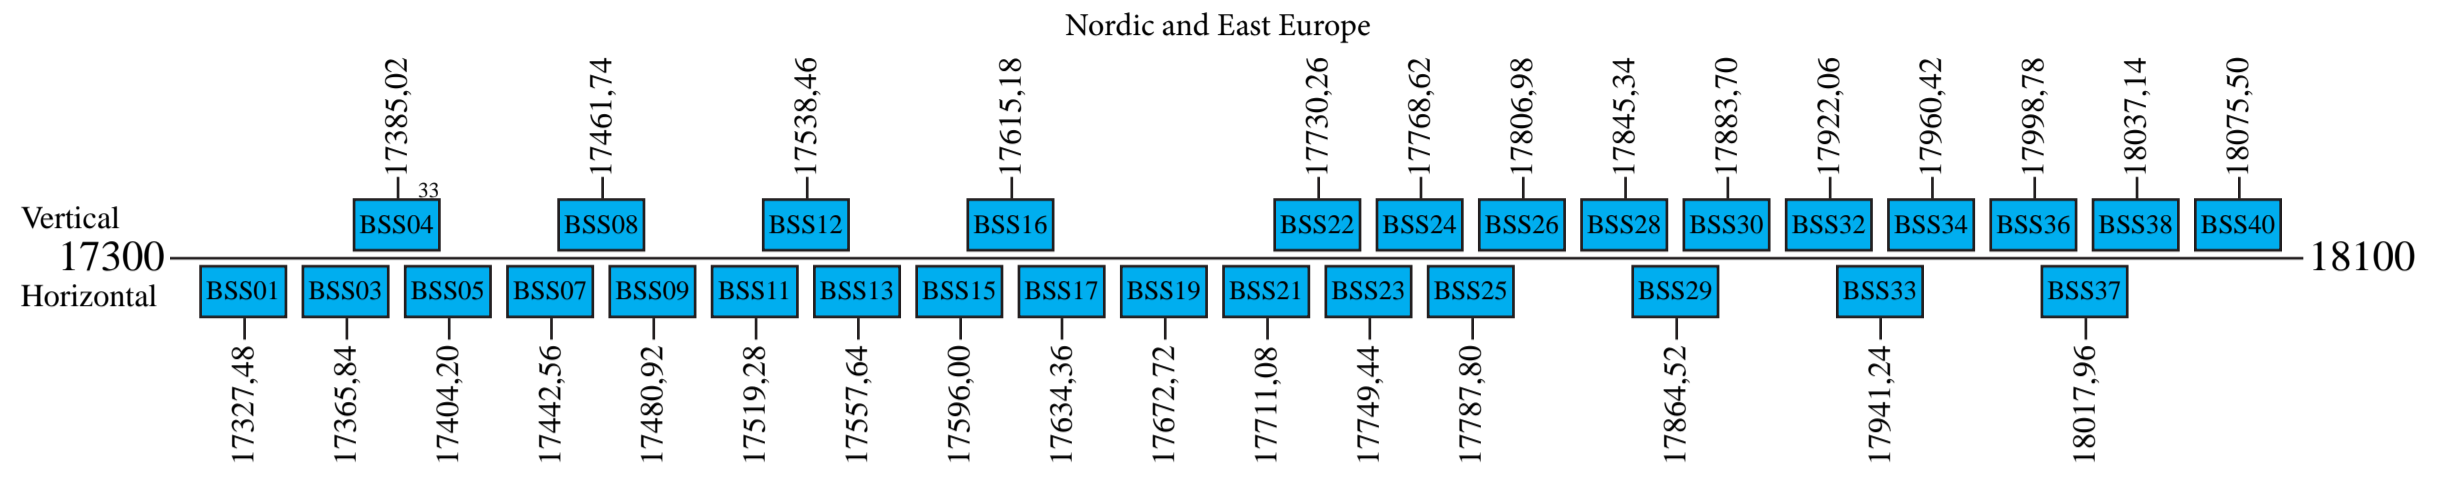 Nordic and East Europe
17385,02 17461,74 17538,46 17615,18 17730,26 17768,62 17806,98 17845,34 17883,70 17922,06 17960,42 17998,78 18037,14 18075,50
33
Vertical BSS04 BSS08 BSS12 BSS16 BSS22 BSS24 BSS26 BSS28 BSS30 BSS32 BSS34 BSS36 BSS38 BSS40
17300 18100
Horizontal BSS01 BSS03 BSS05 BSS07 BSS09 BSS11 BSS13 BSS15 BSS17 BSS19 BSS21 BSS23 BSS25 BSS29 BSS33 BSS37
17327,48 17365,84 17404,20 17442,56 17480,92 17519,28 17557,64 17596,00 17634,36 17672,72 17711,08 17749,44 17787,80 17864,52 17941,24 18017,96